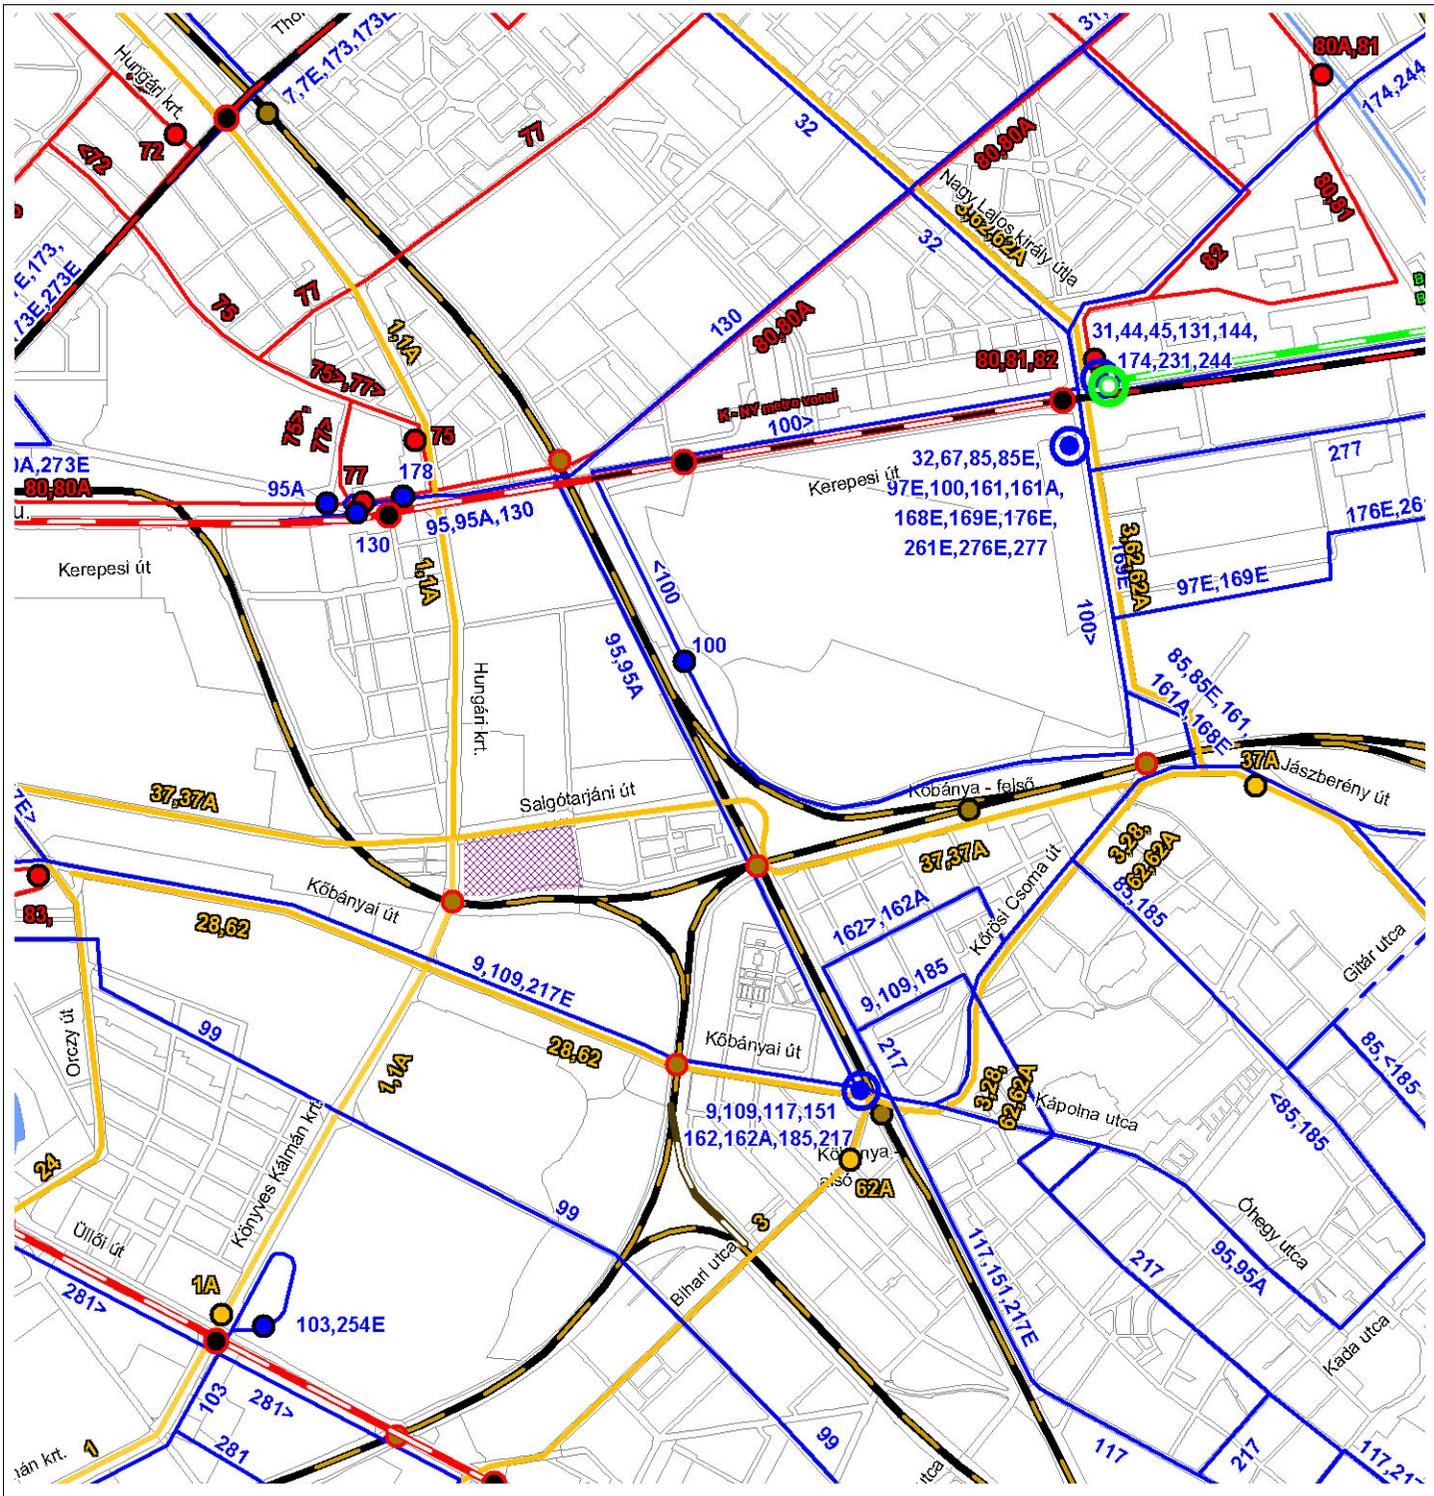 Hungári krt.
7,7E,173,173E
31,
80A,81
174,244
72
<72
77
32
80,80A
80,81
Nagy Lajos király útja
3,62,62A
32
82
75
77
1,1A
130
80,80A
31,44,45,131,144,
174,231,244
80,81,82
75>,77>
K - NY metro vonal
100>
75<
77>
75
77
178
95A
80,80A
130
95,95A,130
32,67,85,85E,
97E,100,161,161A,
168E,169E,176E,
261E,276E,277
Kerepesi út
277
176E,26
Kerepesi út
1,1A
<100
3,62,62A
169E
97E,169E
100>
100
95,95A
Hungári krt.
85,85E,161,
161A,168E
37A
Jászberény út
37,37A
Salgótarjáni út
Kőbánya - felső
37,37A
3,28,
62,62A
85,185
83,
Kőbányai út
28,62
162>,162A
Kőrösi Csoma út
9,109,217E
9,109,185
Gitár utca
99
Orczy út
28,62
Kőbányai út
217
1,1A
3,28,
62,62A
Kápolna utca
85,<185
<85,185
9,109,117,151
162,162A,185,217
24
Könyves Kálmán krt.
Kőbánya -
alsó
62A
99
3
Üllői út
Bihari utca
Óhegy utca
217
95,95A
117,151,217E
1A
281>
103,254E
Kada utca
103
281>
281
1
99
117
217